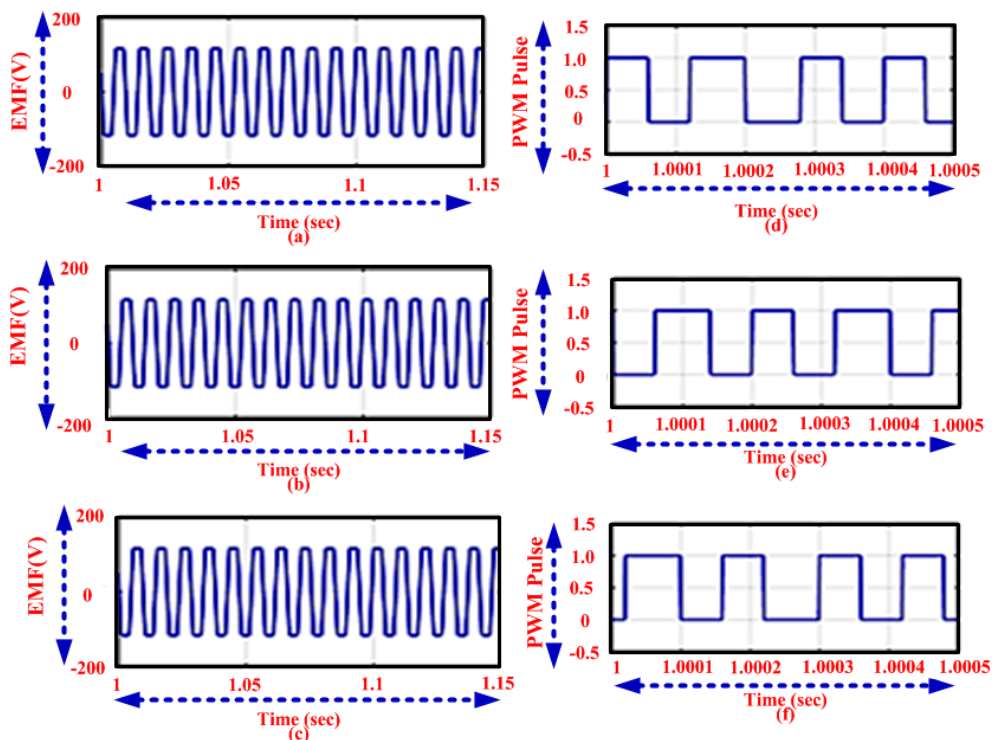 200
0
-200
EMF(V)
1 1.05 1.1 1.15
Time (sec)
(a)
1.5
1.0
0.5
0
-0.5
PWM Pulse
1 1.0001 1.0002 1.0003 1.0004 1.0005
Time (sec)
(d)
200
0
-200
EMF(V)
1 1.05 1.1 1.15
Time (sec)
(b)
1.5
1.0
0.5
0
-0.5
PWM Pulse
1 1.0001 1.0002 1.0003 1.0004 1.0005
Time (sec)
(e)
200
0
-200
EMF(V)
1 1.05 1.1 1.15
Time (sec)
(c)
1.5
1.0
0.5
0
-0.5
PWM Pulse
1 1.0001 1.0002 1.0003 1.0004 1.0005
Time (sec)
(f)